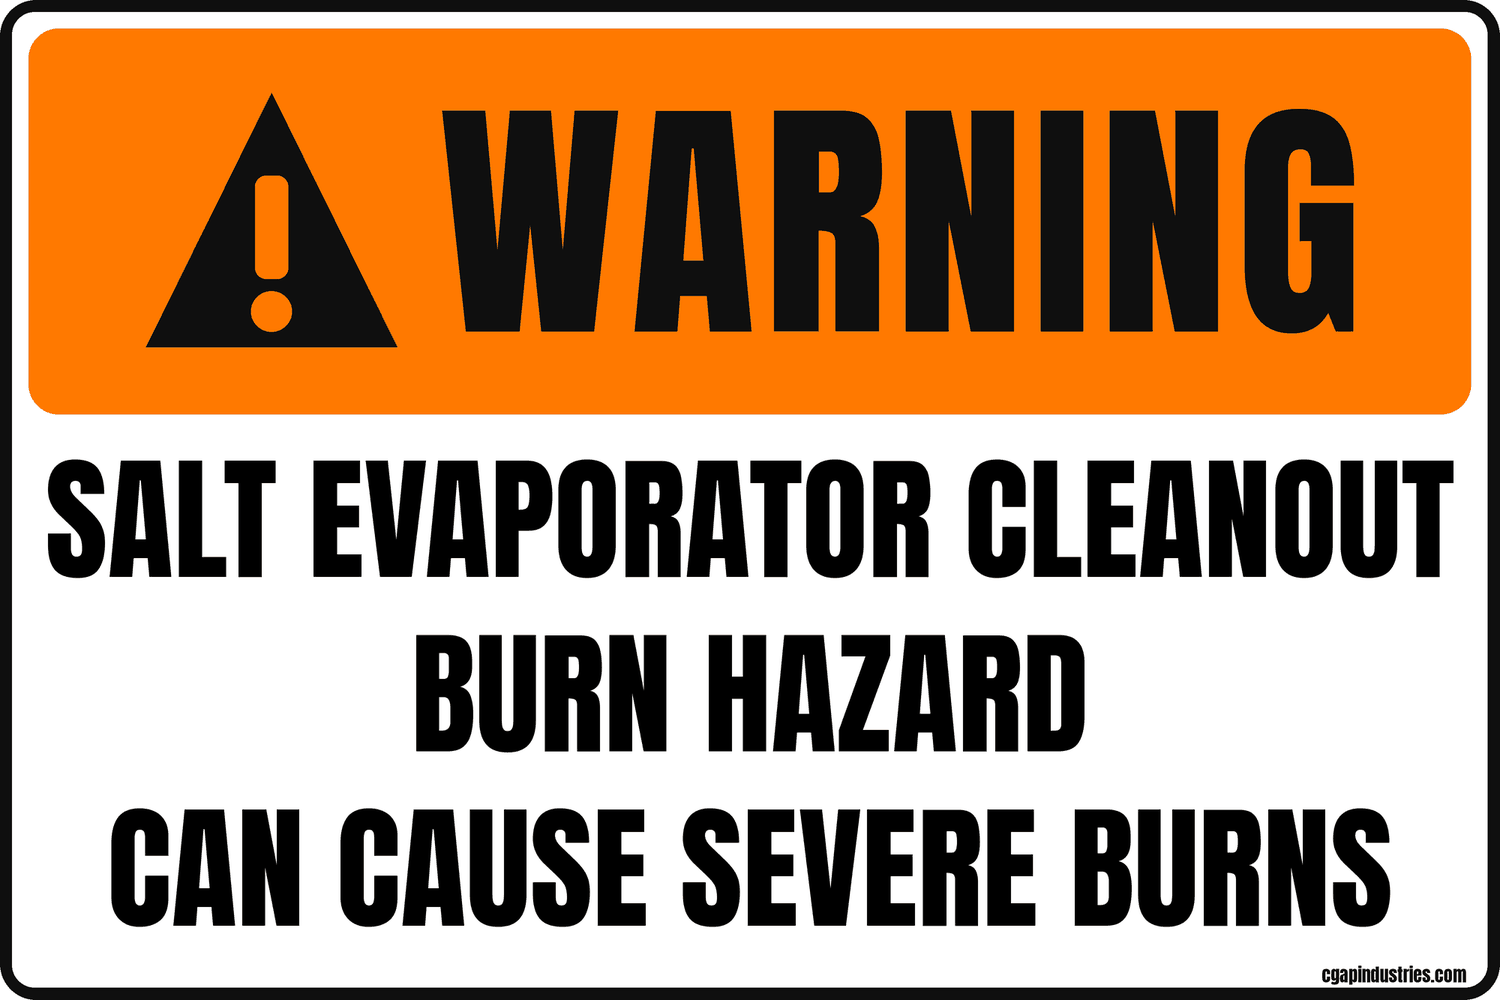 WARNING
SALT EVAPORATOR CLEANOUT
BURN HAZARD
CAN CAUSE SEVERE BURNS
cgapindustries.com